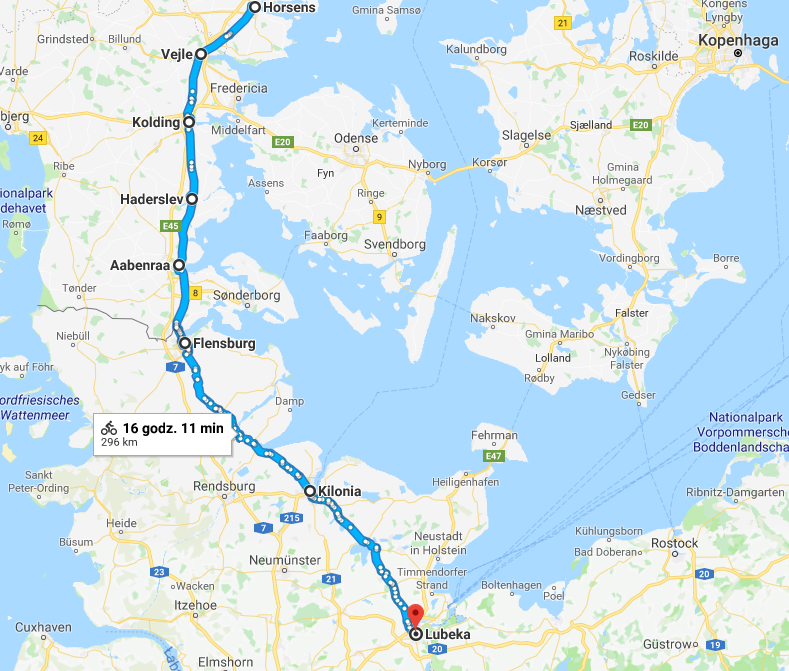 Horsens
Gmina Samsø
Kongens
Lyngby
21
Grindsted
Billund
Vejle
Kalundborg
Kopenhaga
Roskilde
Varde
Fredericia
Kolding
Middelfart
Kerteminde
bjerg
24
E20
Odense
Slagelse
Sjælland
E20
Ribe
Fyn
Nyborg
Korsør
Gmina
Holmegaard
ionalpark
dehavet
Assens
Haderslev
Ringe
Næstved
Rømø
E45
9
Faaborg
Svendborg
Aabenraa
Vordingborg
Borre
Tønder
8
Sønderborg
Nakskov
Falster
Niebüll
Flensburg
Gmina Maribo
Lolland
Nykøbing
Falster
yk auf Föhr
7
Rødby
Gedser
ordfriesisches
Wattenmeer
Damp
16 godz. 11 min
296 km
Fehrman
E47
Nationalpark
Vorpommersche
Boddenlandscha
Sankt
Peter-Ording
Rendsburg
Kilonia
Heiligenhafen
Ribnitz-Damgarten
Heide
7
215
Büsum
Neustadt
in Holstein
Kühlungsborn
Rostock
Bad Doberan
Neumünster
23
21
Timmendorfer
Strand
20
Wacken
Boltenhagen
Poel
Itzehoe
Cuxhaven
Lubeka
20
Güstrow
19
Elmshorn
Łab